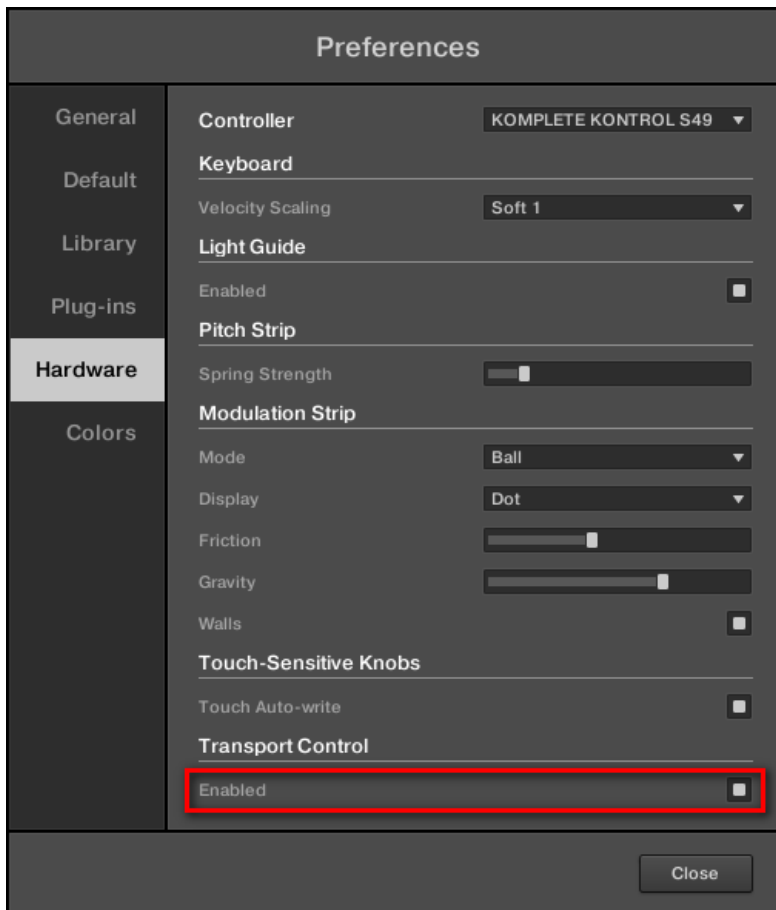 Preferences
General
Default
Library
Plug-ins
Hardware
Colors
Controller KOMPLETE KONTROL S49
Keyboard
Velocity Scaling Soft 1
Light Guide
Enabled
Pitch Strip
Spring Strength
Modulation Strip
Mode Ball
Display Dot
Friction
Gravity
Walls
Touch-Sensitive Knobs
Touch Auto-write
Transport Control
Enabled
Close